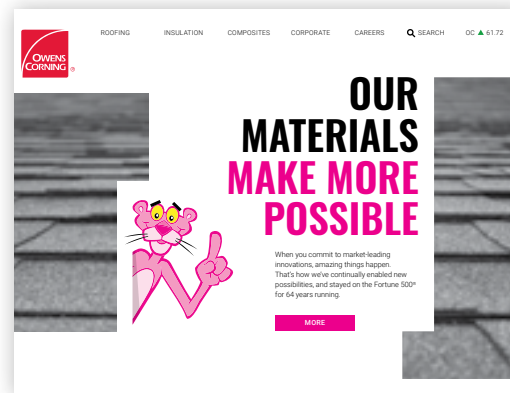 ROOFING INSULATION COMPOSITES CORPORATE CAREERS SEARCH OC ▲ 61.72
OWENS
CORNING ®
OUR
MATERIALS
MAKE MORE
POSSIBLE
When you commit to market-leading
innovations, amazing things happen.
That's how we've continually enabled new
possibilities, and stayed on the Fortune 500®
for 64 years running.
MORE